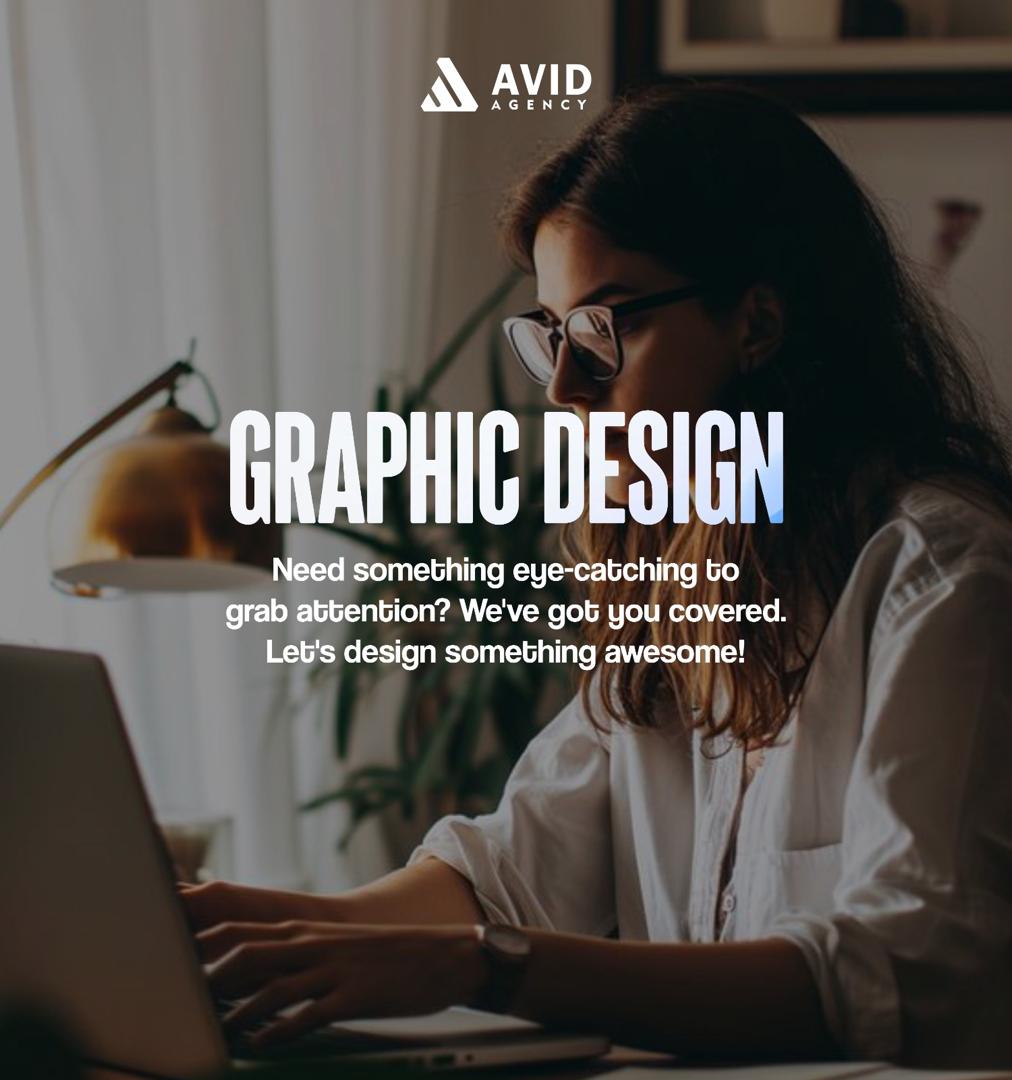 AVID
AGENCY
GRAPHIC DESIGN
Need something eye-catching to
grab attention? We've got you covered.
Let's design something awesome!